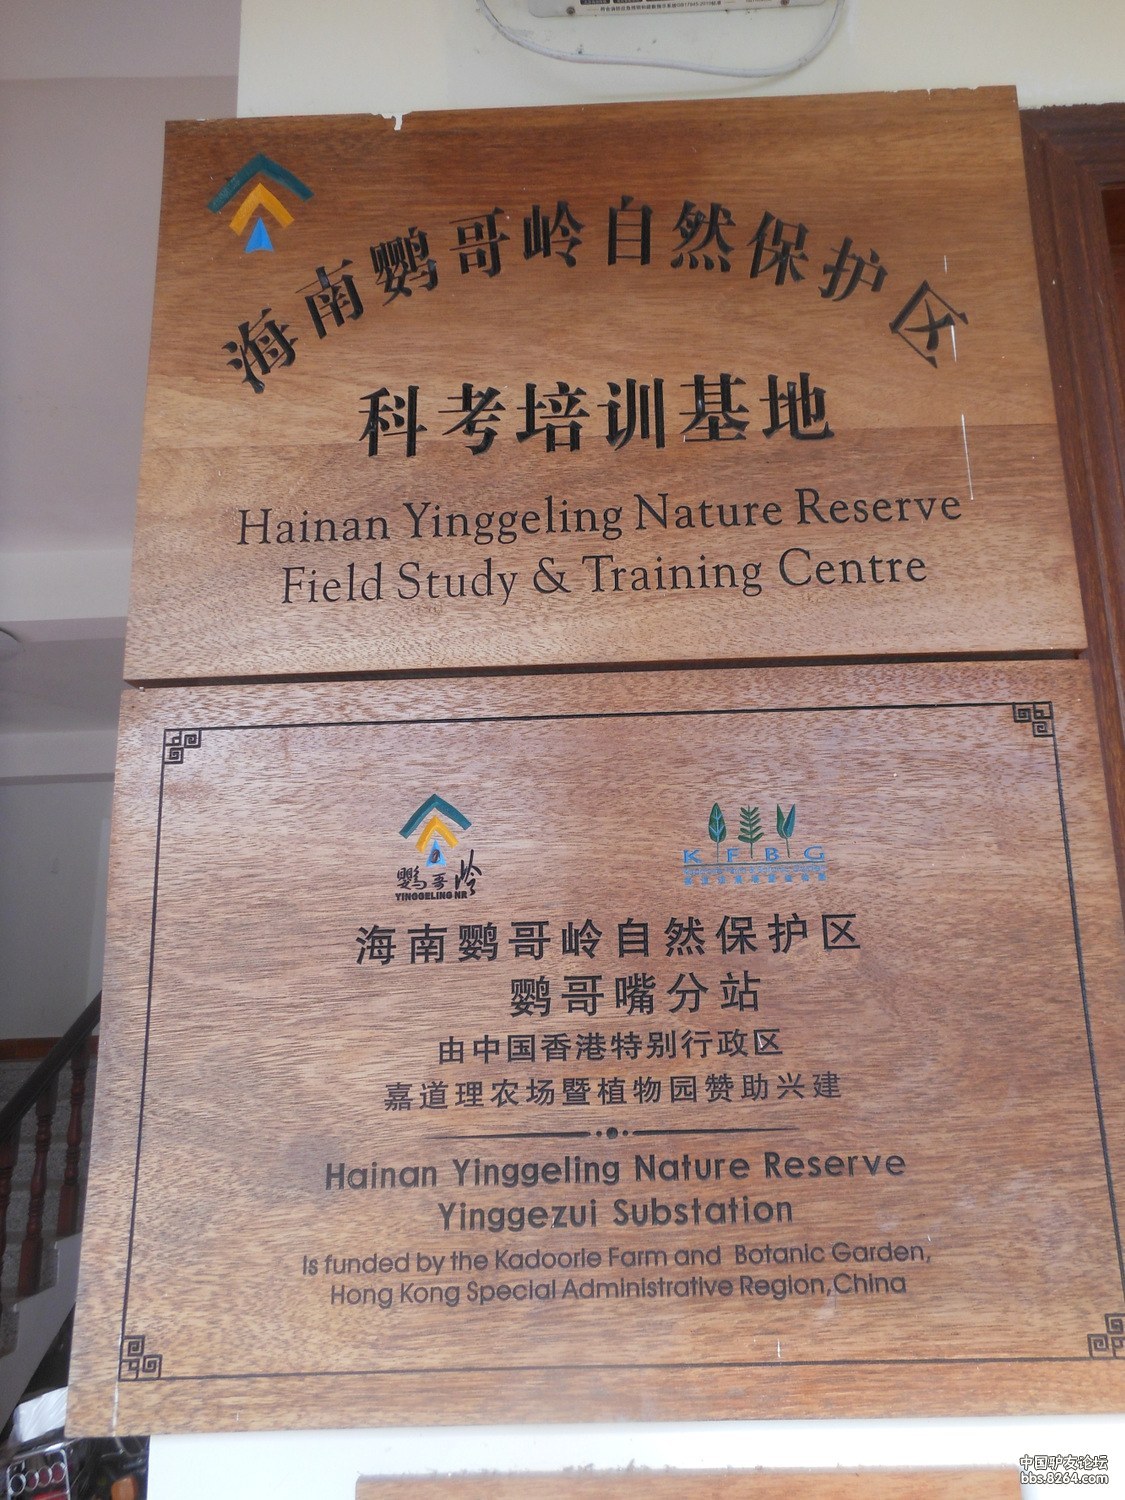 海南鹦哥岭自然保护区
科考培训基地
Hainan Yinggeling Nature Reserve
Field Study & Training Centre
鹦哥岭
YINGGELING NR
K F B G
海南鹦哥岭自然保护区
鹦哥嘴分站
由中国香港特别行政区
嘉道理农场暨植物园赞助兴建
Hainan Yinggeling Nature Reserve
Yinggezui Substation
Is funded by the Kadoorie Farm and Botanic Garden,
Hong Kong Special Administrative Region,China
中国驴友论坛
bbs.8264.com